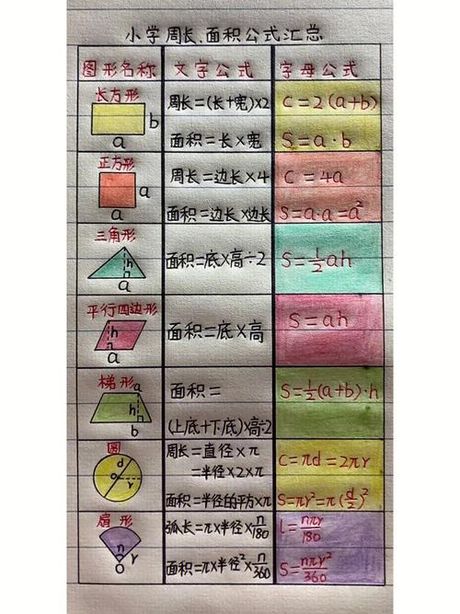 小学周长、面积公式汇总
图形名称 文字公式 字母公式
长方形
b
a
周长=(长+宽)×2
C=2(a+b)
面积=长×宽
S=a·b
正方形
a
a
周长=边长×4
C=4a
面积=边长×边长
S=a·a=a²
三角形
h
a
面积=底×高÷2
S=½ah
平行四边形
h
a
面积=底×高
S=ah
梯形
a
h
b
面积=
(上底+下底)×高÷2
S=½(a+b)·h
圆
d
r
周长=直径×π
=半径×2×π
C=πd=2πr
面积=半径的平方×π
S=πr²=π(d/2)²
扇形
n
r
O
弧长=π×半径×n/180
l=nπr/180
面积=π×半径²×n/360
S=nπr²/360